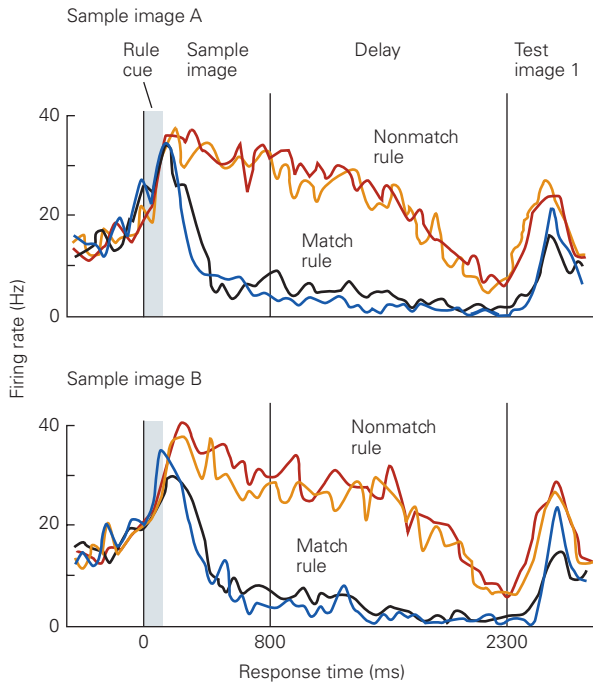 Sample image A
Rule
cue
Sample
image
Delay
Test
image 1
40
20
0
Nonmatch
rule
Match
rule
Firing rate (Hz)
Sample image B
40
20
0
Nonmatch
rule
Match
rule
0
800
2300
Response time (ms)